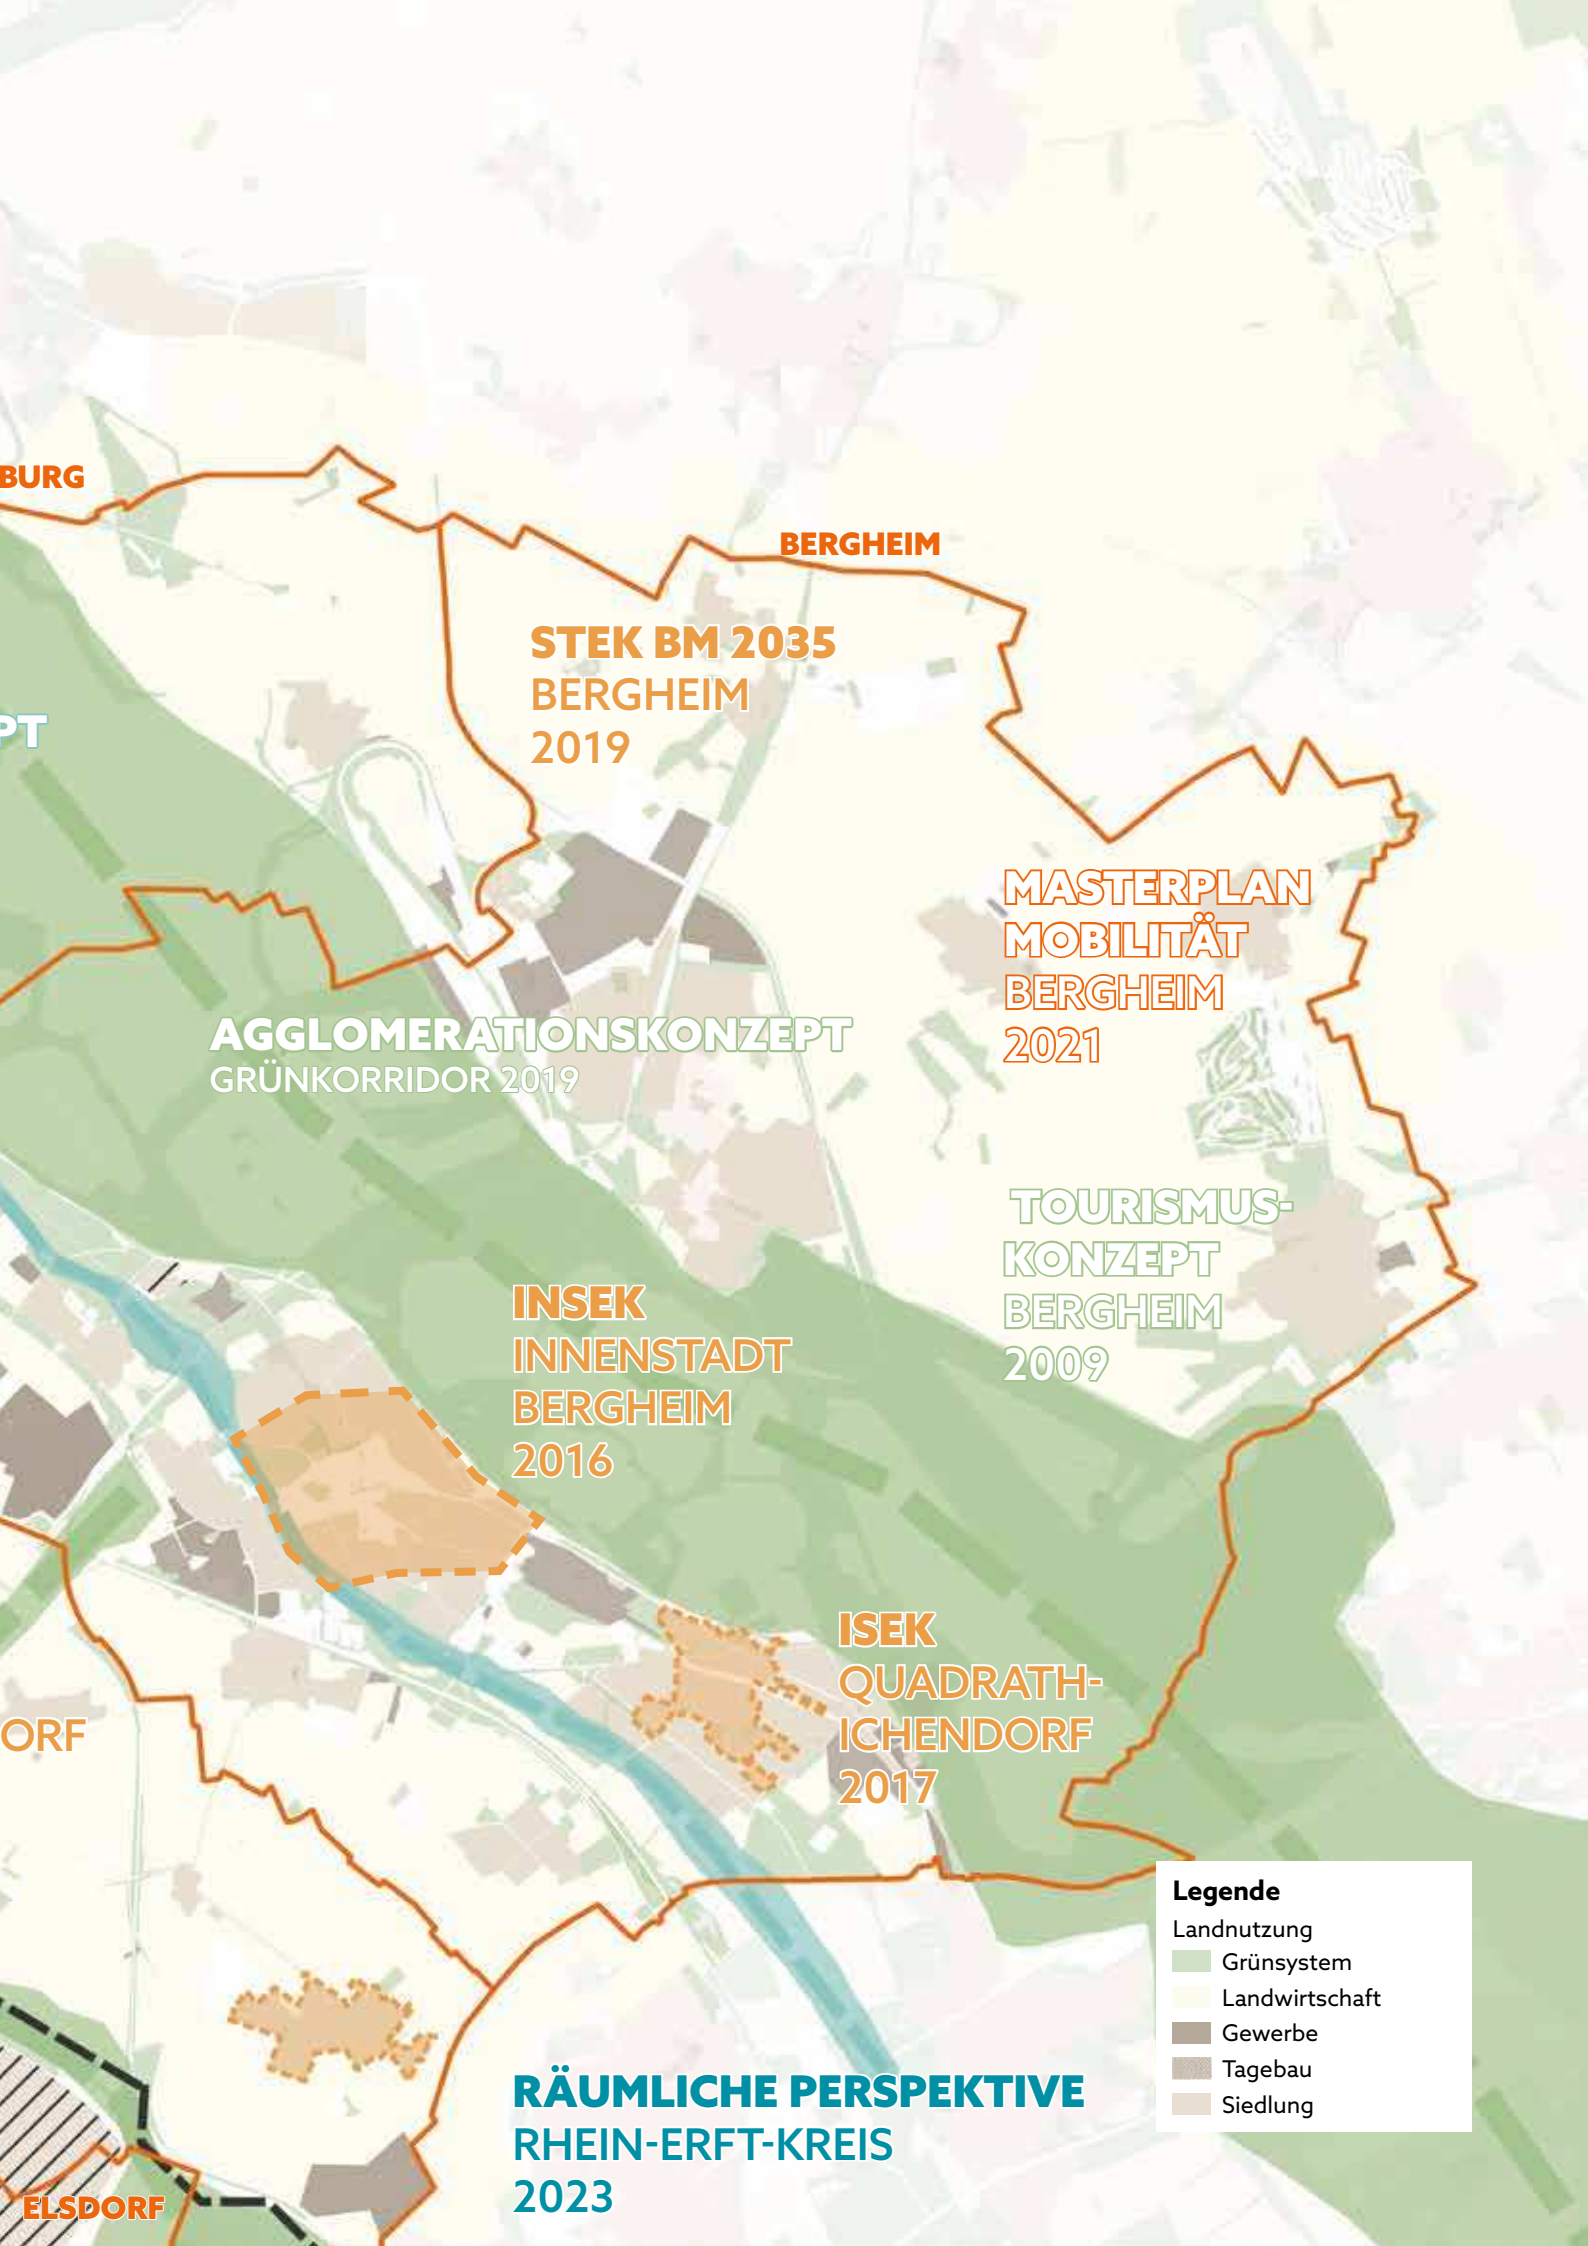 BURG
BERGHEIM
STEK BM 2035
BERGHEIM
2019
PT
MASTERPLAN
MOBILITÄT
BERGHEIM
2021
AGGLOMERATIONSKONZEPT
GRÜNKORRIDOR 2019
TOURISMUS-
KONZEPT
BERGHEIM
2009
INSEK
INNENSTADT
BERGHEIM
2016
ISEK
QUADRATH-
ICHENDORF
2017
ORF
Legende
Landnutzung
Grünsystem
Landwirtschaft
Gewerbe
Tagebau
Siedlung
RÄUMLICHE PERSPEKTIVE
RHEIN-ERFT-KREIS
2023
ELSDORF